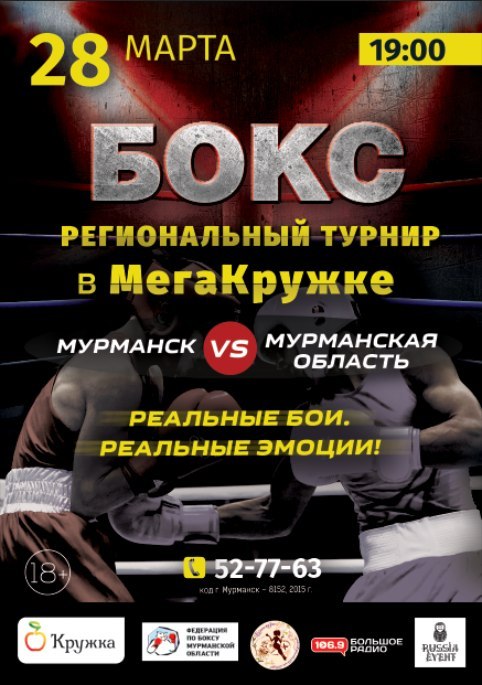 28 МАРТА
19:00
БОКС
РЕГИОНАЛЬНЫЙ ТУРНИР
в МегаКружке
МУРМАНСК VS МУРМАНСКАЯ
ОБЛАСТЬ
РЕАЛЬНЫЕ БОИ.
РЕАЛЬНЫЕ ЭМОЦИИ!
18+
52-77-63
код г. Мурманск – 8152, 2015 г.
Кружка
ФЕДЕРАЦИЯ
ПО БОКСУ
МУРМАНСКОЙ
ОБЛАСТИ
106.9 БОЛЬШОЕ
РАДИО
RUSSIA
EVENT